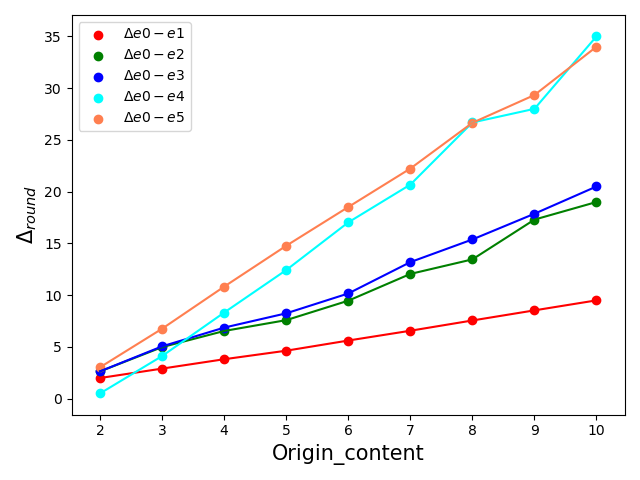 Δe0 − e1
Δe0 − e2
Δe0 − e3
Δe0 − e4
Δe0 − e5
35
30
25
20
15
10
5
0
Δround
2 3 4 5 6 7 8 9 10
Origin_content